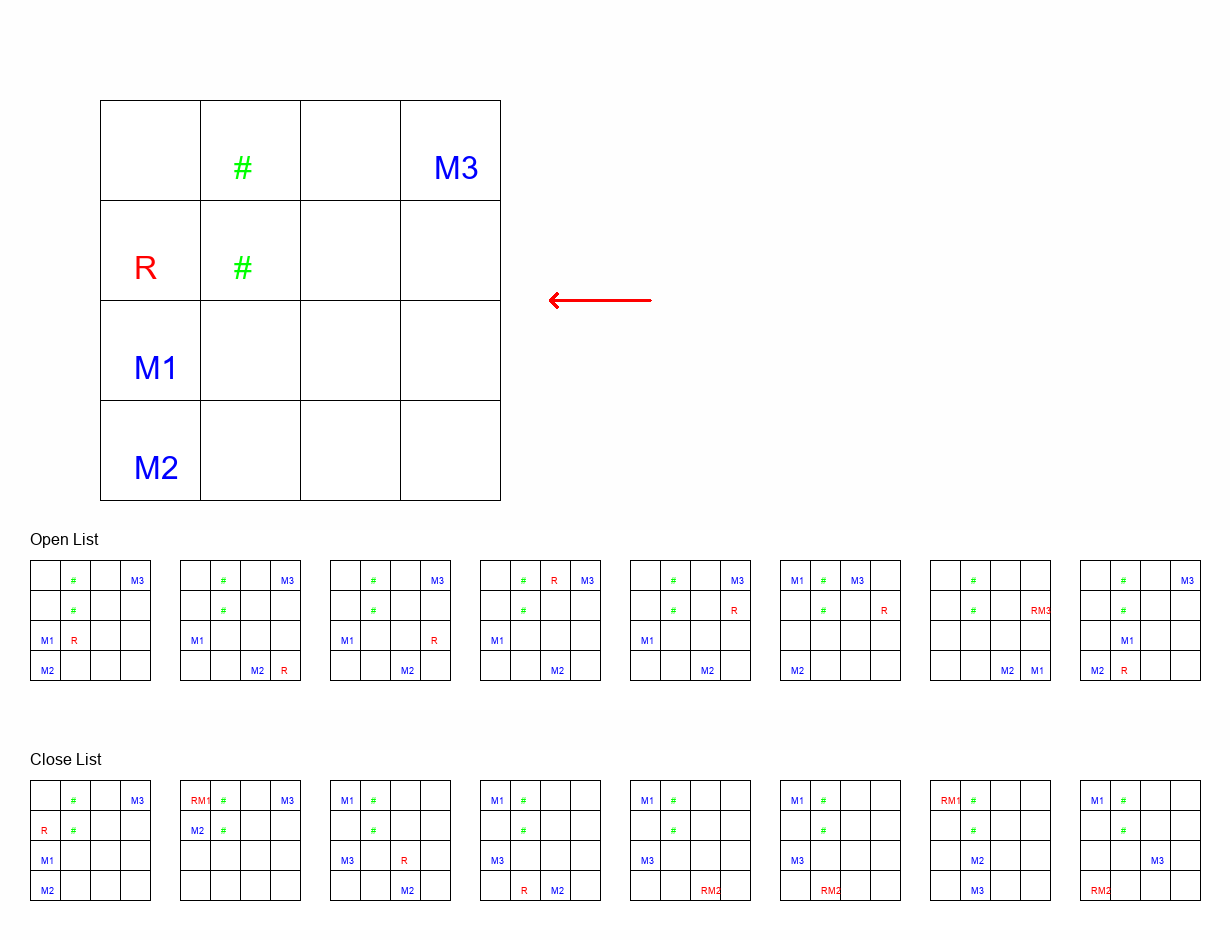 # M3
R #
M1
M2
Open List
# M3 # M3 # M3 # R M3 # M3 M1 # M3 # # M3
# # # # # R # R # RM3 #
M1 R M1 M1 R M1 M1 M1
M2 M2 R M2 M2 M2 M2 M2 M1 M2 R
Close List
# M3 RM1 # M3 M1 # M1 # M1 # M1 # RM1 # M1 #
R # M2 # # # # # # #
M1 M3 R M3 M3 M3 M2 M3
M2 M2 R M2 RM2 RM2 M3 RM2